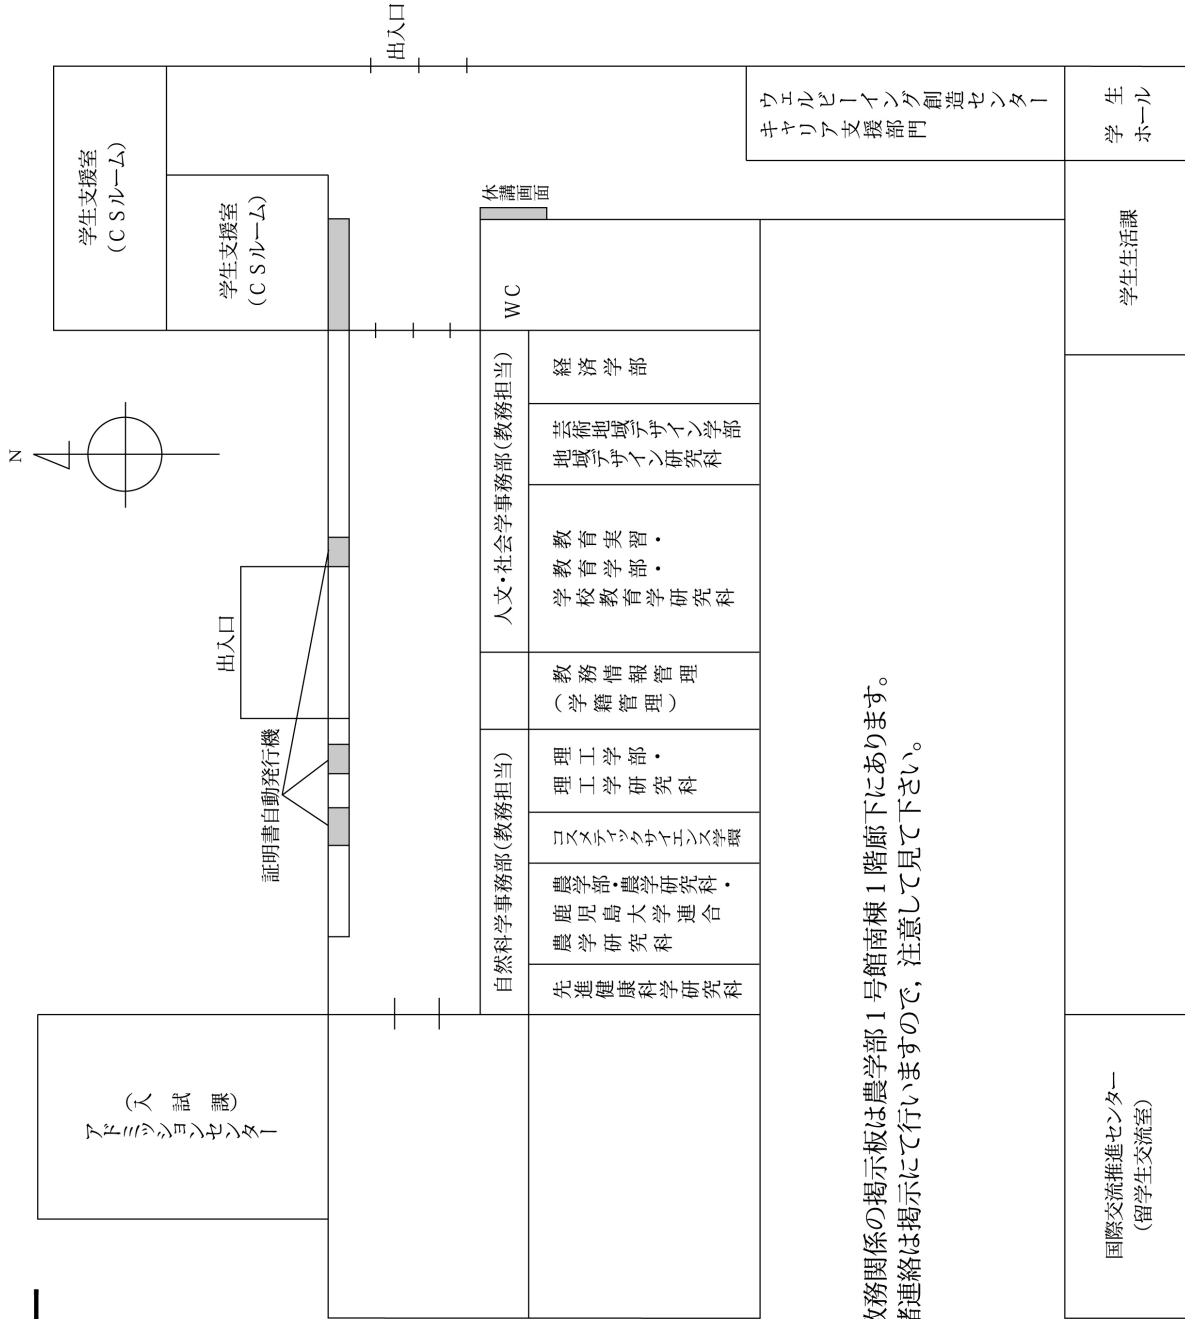 アドミッションセンター
(入試課)
学生支援室
(CSルーム)
学生支援室
(CSルーム)
N
出入口
出入口
証明書自動発行機
自然科学事務部(教務担当)
人文・社会学事務部(教務担当)
WC
休講画面
先進健康科学研究科
農学部・農学研究科・
鹿児島大学連合
農学研究科
コスメティックサイエンス学環
理工学部・
理工学研究科
教務情報管理
(学籍管理)
教育実習・
教育学部・
学校教育学研究科
芸術地域デザイン学部
地域デザイン研究科
経済学部
ウェルビーイング創造センター
キャリア支援部門
務関係の掲示板は農学部1号館南棟1階廊下にあります。
連絡は掲示にて行いますので,注意して見て下さい。
国際交流推進センター
(留学生交流室)
学生生活課
学生
ホール